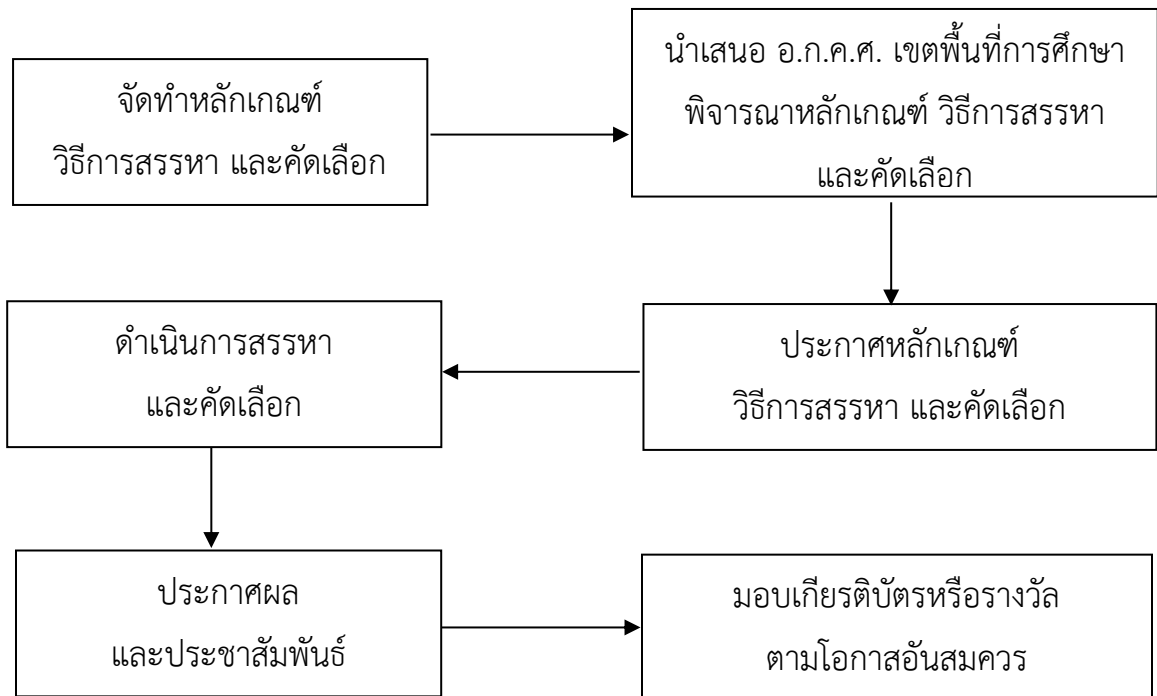 จัดทำหลักเกณฑ์
วิธีการสรรหา และคัดเลือก
นำเสนอ อ.ก.ค.ศ. เขตพื้นที่การศึกษา
พิจารณาหลักเกณฑ์ วิธีการสรรหา
และคัดเลือก
ประกาศหลักเกณฑ์
วิธีการสรรหา และคัดเลือก
ดำเนินการสรรหา
และคัดเลือก
ประกาศผล
และประชาสัมพันธ์
มอบเกียรติบัตรหรือรางวัล
ตามโอกาสอันสมควร